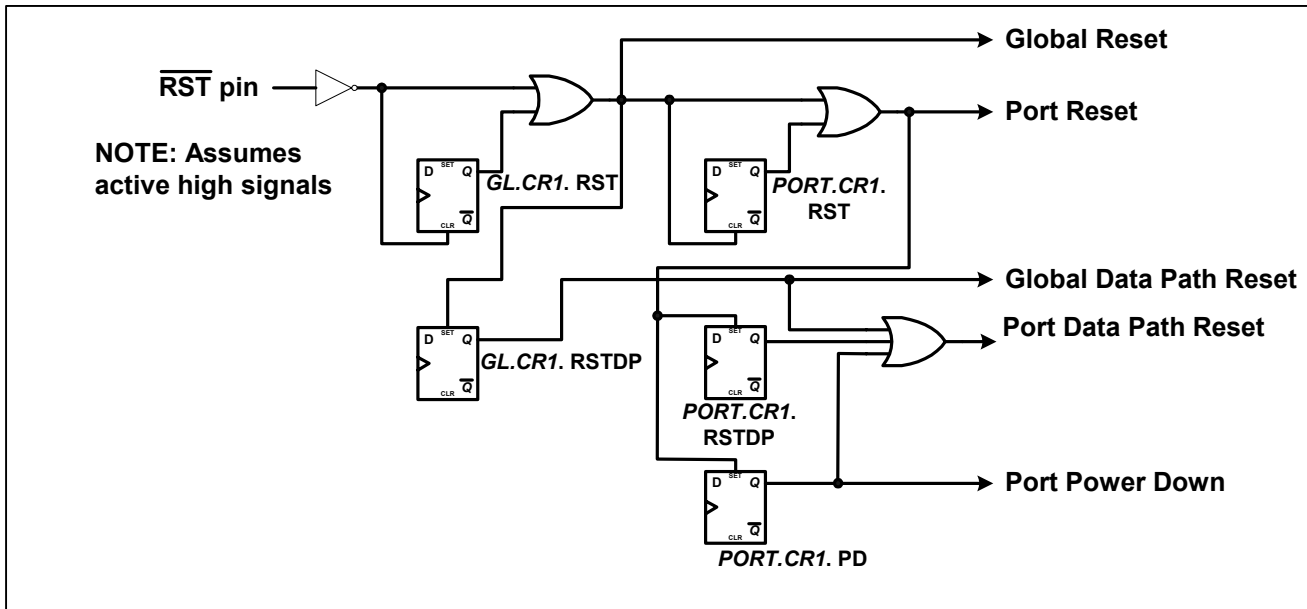 Global Reset
RST pin
Port Reset
NOTE: Assumes
active high signals
D SET Q
Q
CLR
GL.CR1. RST
D SET Q
Q
CLR
PORT.CR1.
RST
Global Data Path Reset
Port Data Path Reset
D SET Q
Q
CLR
GL.CR1. RSTDP
D SET Q
Q
CLR
PORT.CR1.
RSTDP
D SET Q
Q
CLR
Port Power Down
PORT.CR1. PD